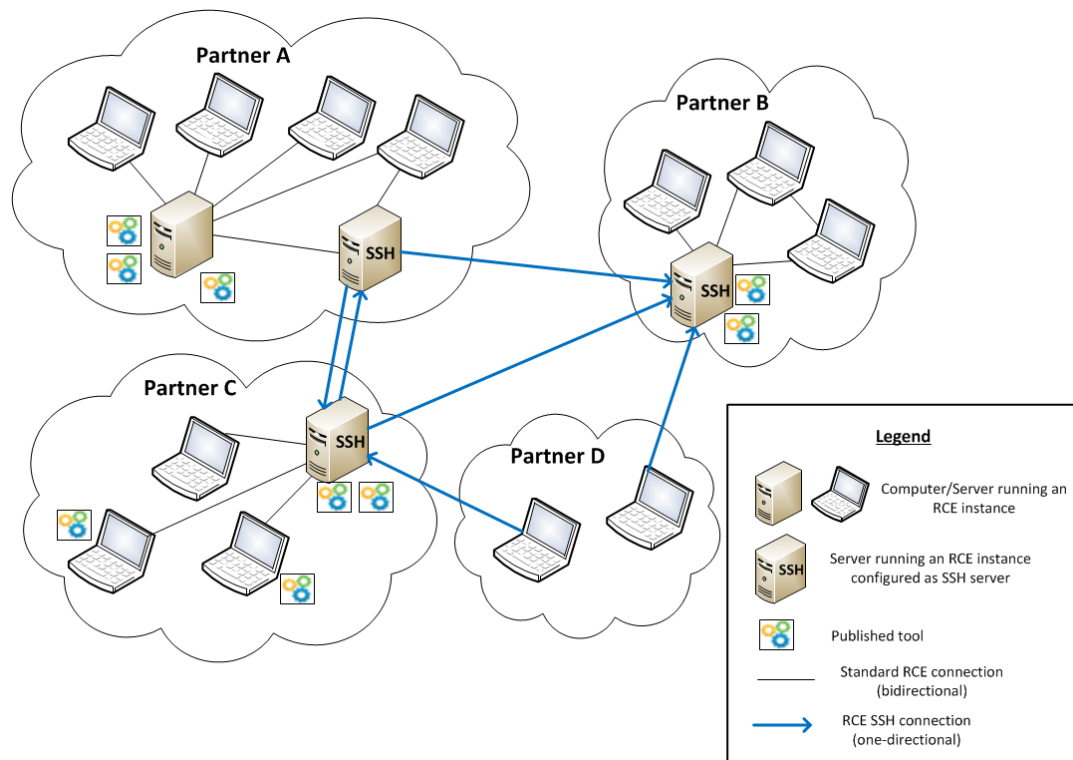 Partner A
Partner B
SSH
SSH
Partner C
SSH
Partner D
Legend
Computer/Server running an
RCE instance
SSH
Server running an RCE instance
configured as SSH server
Published tool
Standard RCE connection
(bidirectional)
RCE SSH connection
(one-directional)